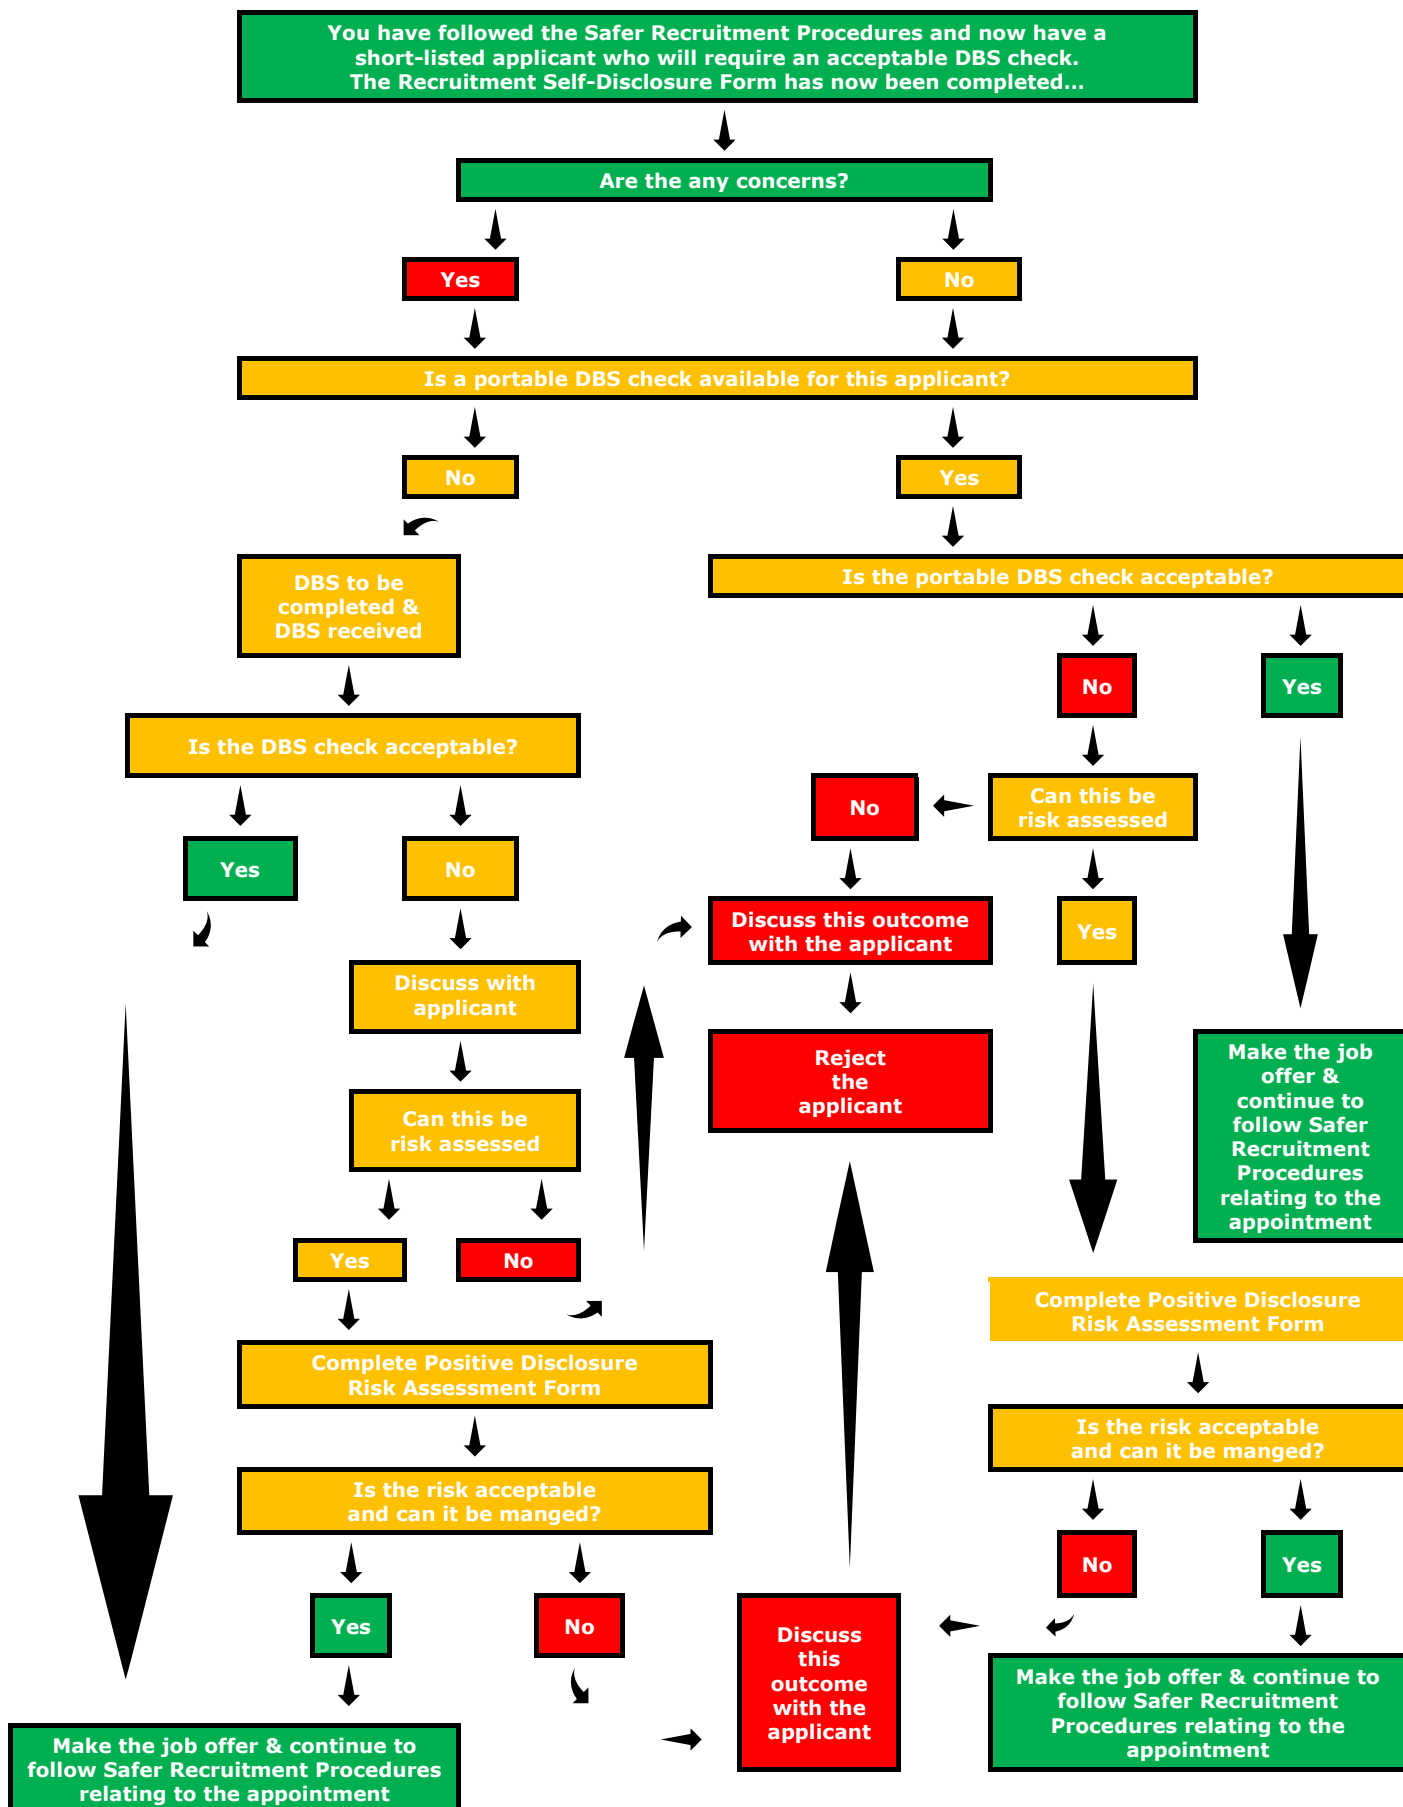 You have followed the Safer Recruitment Procedures and now have a
short-listed applicant who will require an acceptable DBS check.
The Recruitment Self-Disclosure Form has now been completed...
Are the any concerns?
Yes
No
Is a portable DBS check available for this applicant?
No
Yes
DBS to be
completed &
DBS received
Is the portable DBS check acceptable?
No
Yes
Is the DBS check acceptable?
No
Can this be
risk assessed
Yes
No
Discuss this outcome
with the applicant
Yes
Discuss with
applicant
Reject
the
applicant
Make the job
offer &
continue to
follow Safer
Recruitment
Procedures
relating to the
appointment
Can this be
risk assessed
Yes
No
Complete Positive Disclosure
Risk Assessment Form
Complete Positive Disclosure
Risk Assessment Form
Is the risk acceptable
and can it be manged?
Is the risk acceptable
and can it be manged?
No
Yes
Yes
No
Discuss
this
outcome
with the
applicant
Make the job offer & continue to
follow Safer Recruitment
Procedures relating to the
appointment
Make the job offer & continue to
follow Safer Recruitment Procedures
relating to the appointment